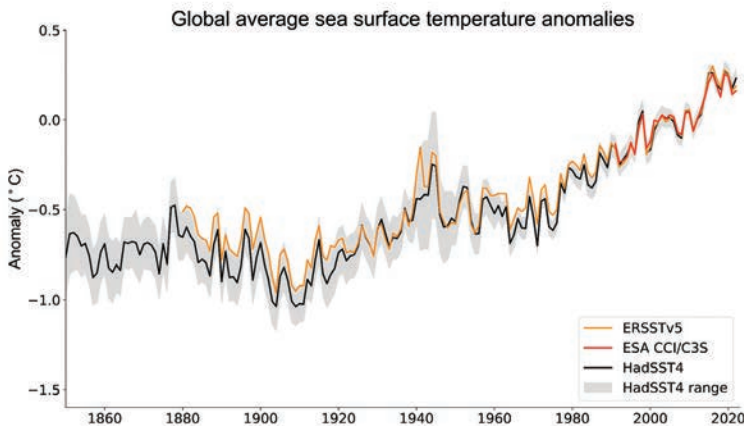 Global average sea surface temperature anomalies
0.5
0.0
−0.5
−1.0
−1.5
Anomaly (°C)
ERSSTv5
ESA CCI/C3S
HadSST4
HadSST4 range
1860 1880 1900 1920 1940 1960 1980 2000 2020